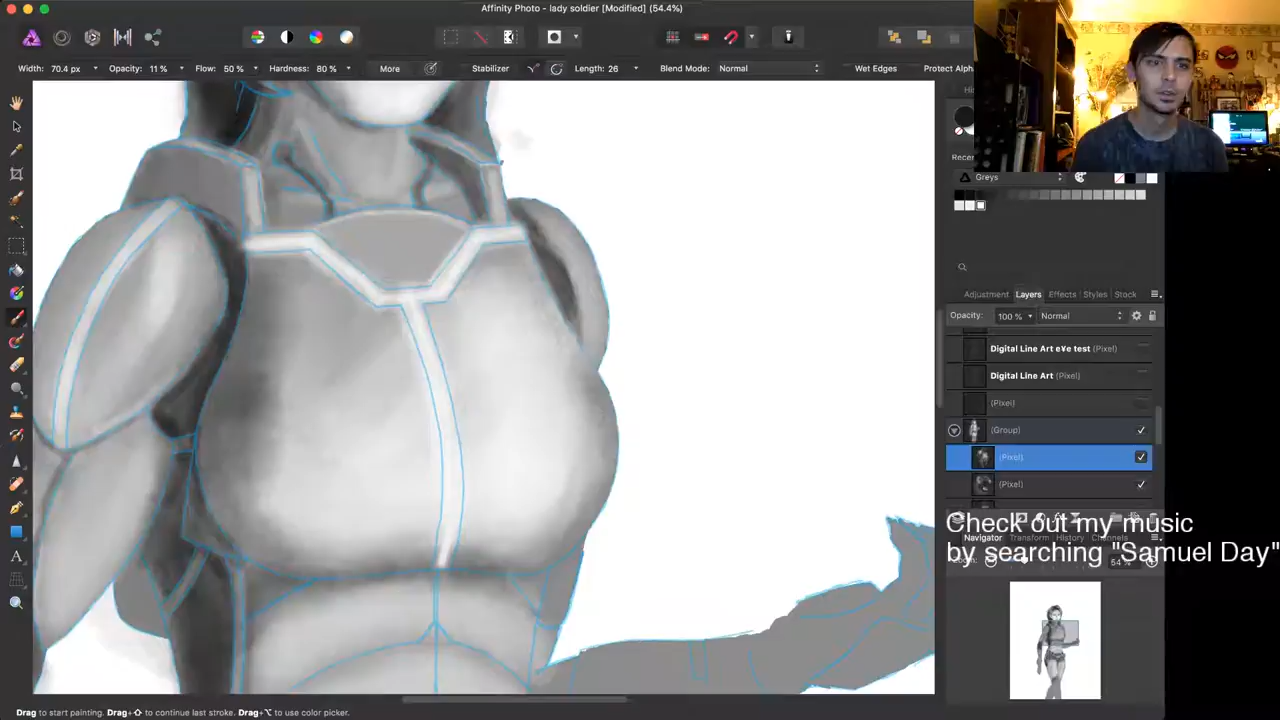 Affinity Photo - lady soldier [Modified] (54.4%)
Width: 70.4 px Opacity: 11 % Flow: 50 % Hardness: 80 % More Stabilizer Length: 26 Blend Mode: Normal Wet Edges Protect Alpha
Greys
Adjustment Layers Effects Styles Stock
Opacity: 100 % Normal
Digital Line Art eVe test (Pixel)
Digital Line Art (Pixel)
(Pixel)
(Group)
(Pixel)
(Pixel)
Check out my music
Navigator Transform History Channels
by searching "Samuel Day"
54 %
Drag to start painting. Drag+⇧ to continue last stroke. Drag+⌥ to use color picker.